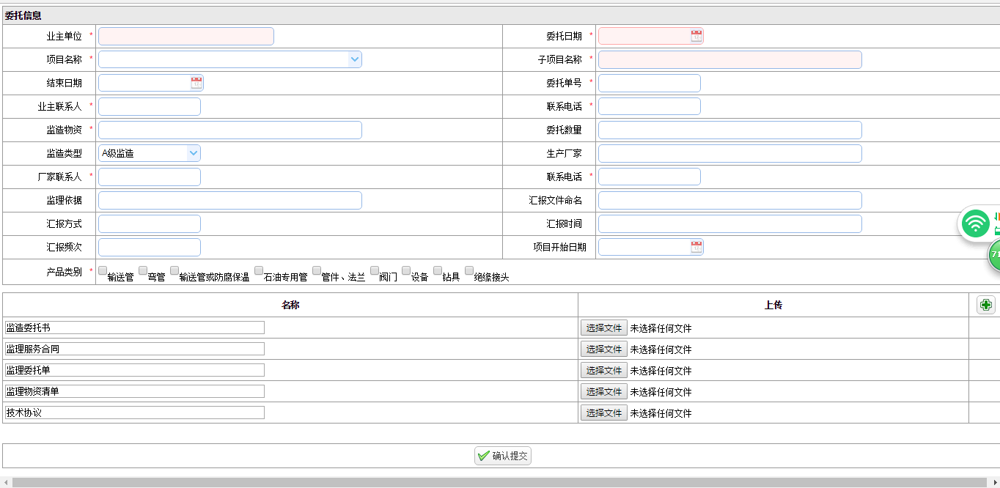 委托信息
业主单位 * 委托日期 *
项目名称 * 子项目名称 *
结束日期 委托单号 *
业主联系人 * 联系电话 *
监造物资 * 委托数量
监造类型 A级监造 生产厂家
厂家联系人 * 联系电话 *
监理依据 汇报文件命名
汇报方式 汇报时间
汇报频次 项目开始日期
产品类别 * 输送管 弯管 输送管或防腐保温 石油专用管 管件、法兰 阀门 设备 钻具 绝缘接头
名称 上传
监造委托书 选择文件 未选择任何文件
监理服务合同 选择文件 未选择任何文件
监理委托单 选择文件 未选择任何文件
监理物资清单 选择文件 未选择任何文件
技术协议 选择文件 未选择任何文件
确认提交